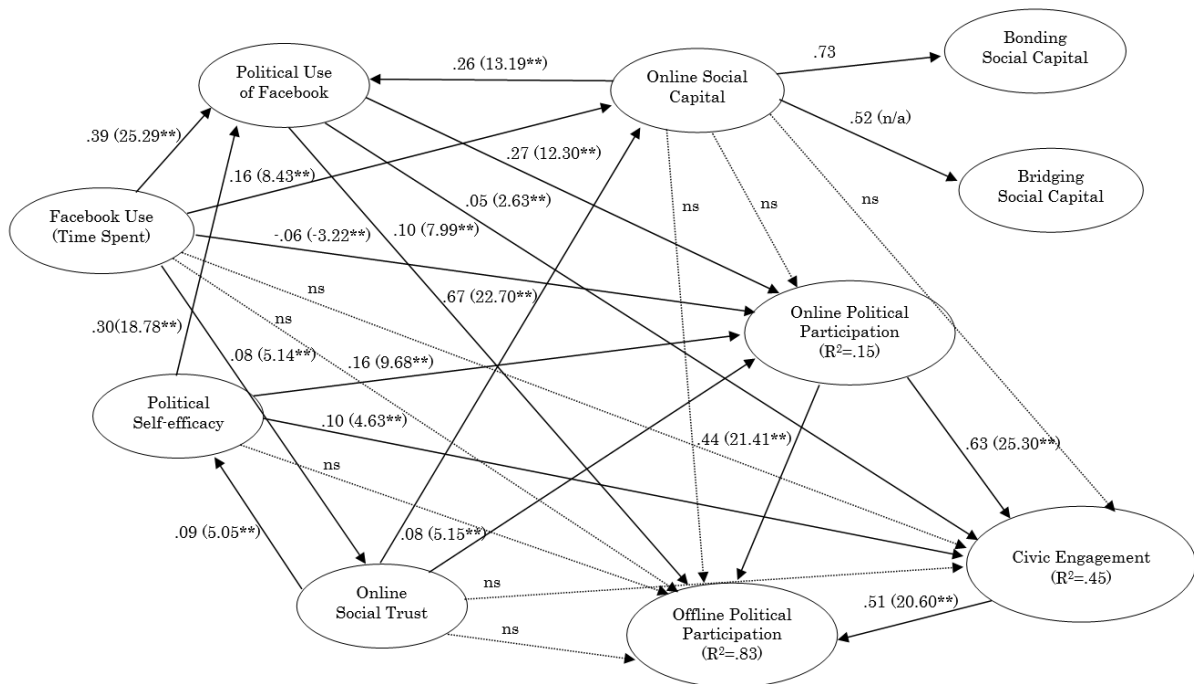 Bonding
Social Capital
.73
.26 (13.19**)
Political Use
of Facebook
Online Social
Capital
.52 (n/a)
.39 (25.29**)
.27 (12.30**)
.16 (8.43**)
Bridging
Social Capital
ns
ns
ns
.05 (2.63**)
Facebook Use
(Time Spent)
-.06 (-3.22**)
.10 (7.99**)
ns
.67 (22.70**)
ns
Online Political
Participation
(R²=.15)
.30(18.78**)
.08 (5.14**)
.16 (9.68**)
Political
Self-efficacy
.10 (4.63**)
.44 (21.41**)
.63 (25.30**)
ns
.09 (5.05**)
.08 (5.15**)
Civic Engagement
(R²=.45)
ns
Online
Social Trust
.51 (20.60**)
Offline Political
Participation
(R²=.83)
ns